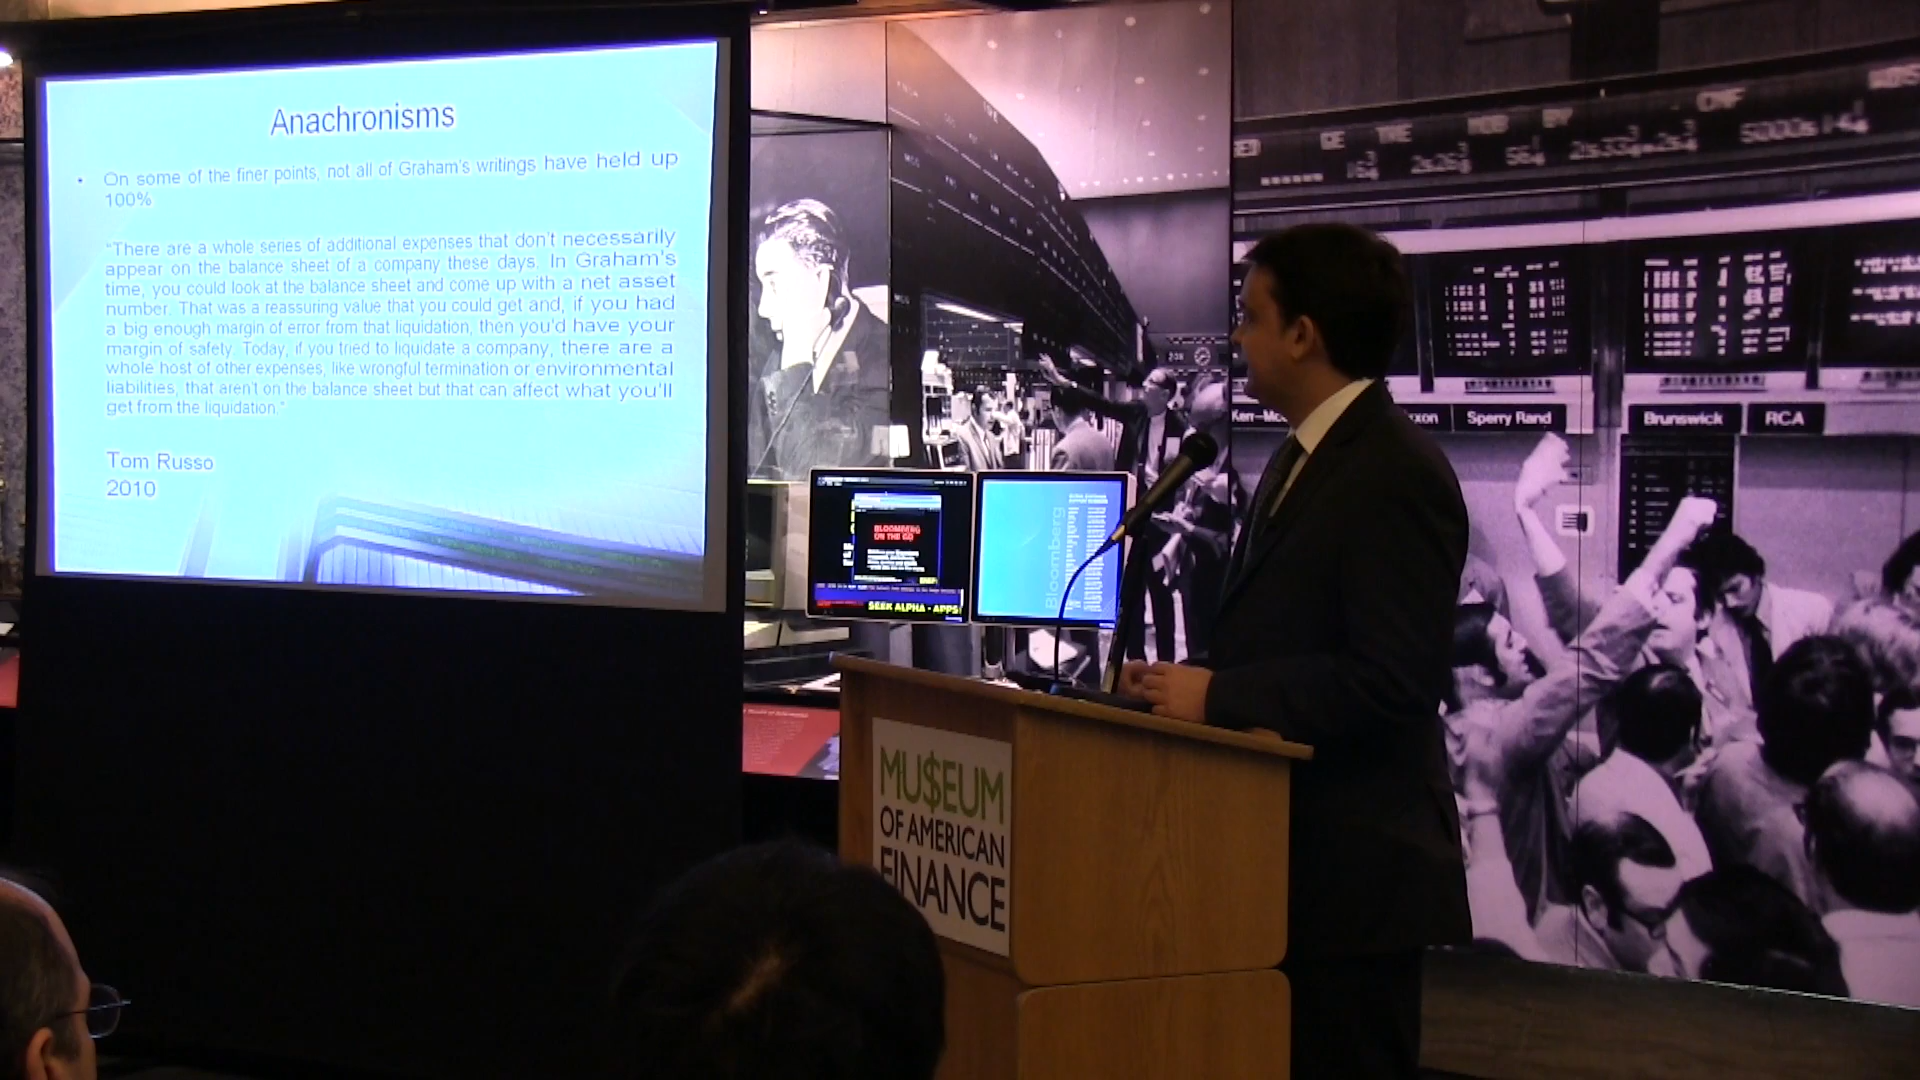 Anachronisms
• On some of the finer points, not all of Graham's writings have held up
100%
"There are a whole series of additional expenses that don't necessarily
appear on the balance sheet of a company these days. In Graham's
time, you could look at the balance sheet and come up with a net asset
number. That was a reassuring value that you could get and, if you had
a big enough margin of error from that liquidation, then you'd have your
margin of safety. Today, if you tried to liquidate a company, there are a
whole host of other expenses, like wrongful termination or environmental
liabilities, that aren't on the balance sheet but that can affect what you'll
get from the liquidation."
Tom Russo
2010
BLOOMBERG
ON THE GO
SEEK ALPHA - APPS
Bloomberg
MU$EUM
OF AMERICAN
FINANCE
Sperry Rand
Brunswick
RCA